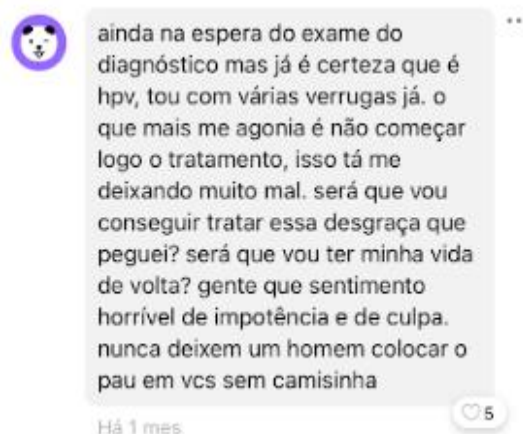 ainda na espera do exame do
diagnóstico mas já é certeza que é
hpv, tou com várias verrugas já. o
que mais me agonia é não começar
logo o tratamento, isso tá me
deixando muito mal. será que vou
conseguir tratar essa desgraça que
peguei? será que vou ter minha vida
de volta? gente que sentimento
horrível de impotência e de culpa.
nunca deixem um homem colocar o
pau em vcs sem camisinha
5
Há 1 mes